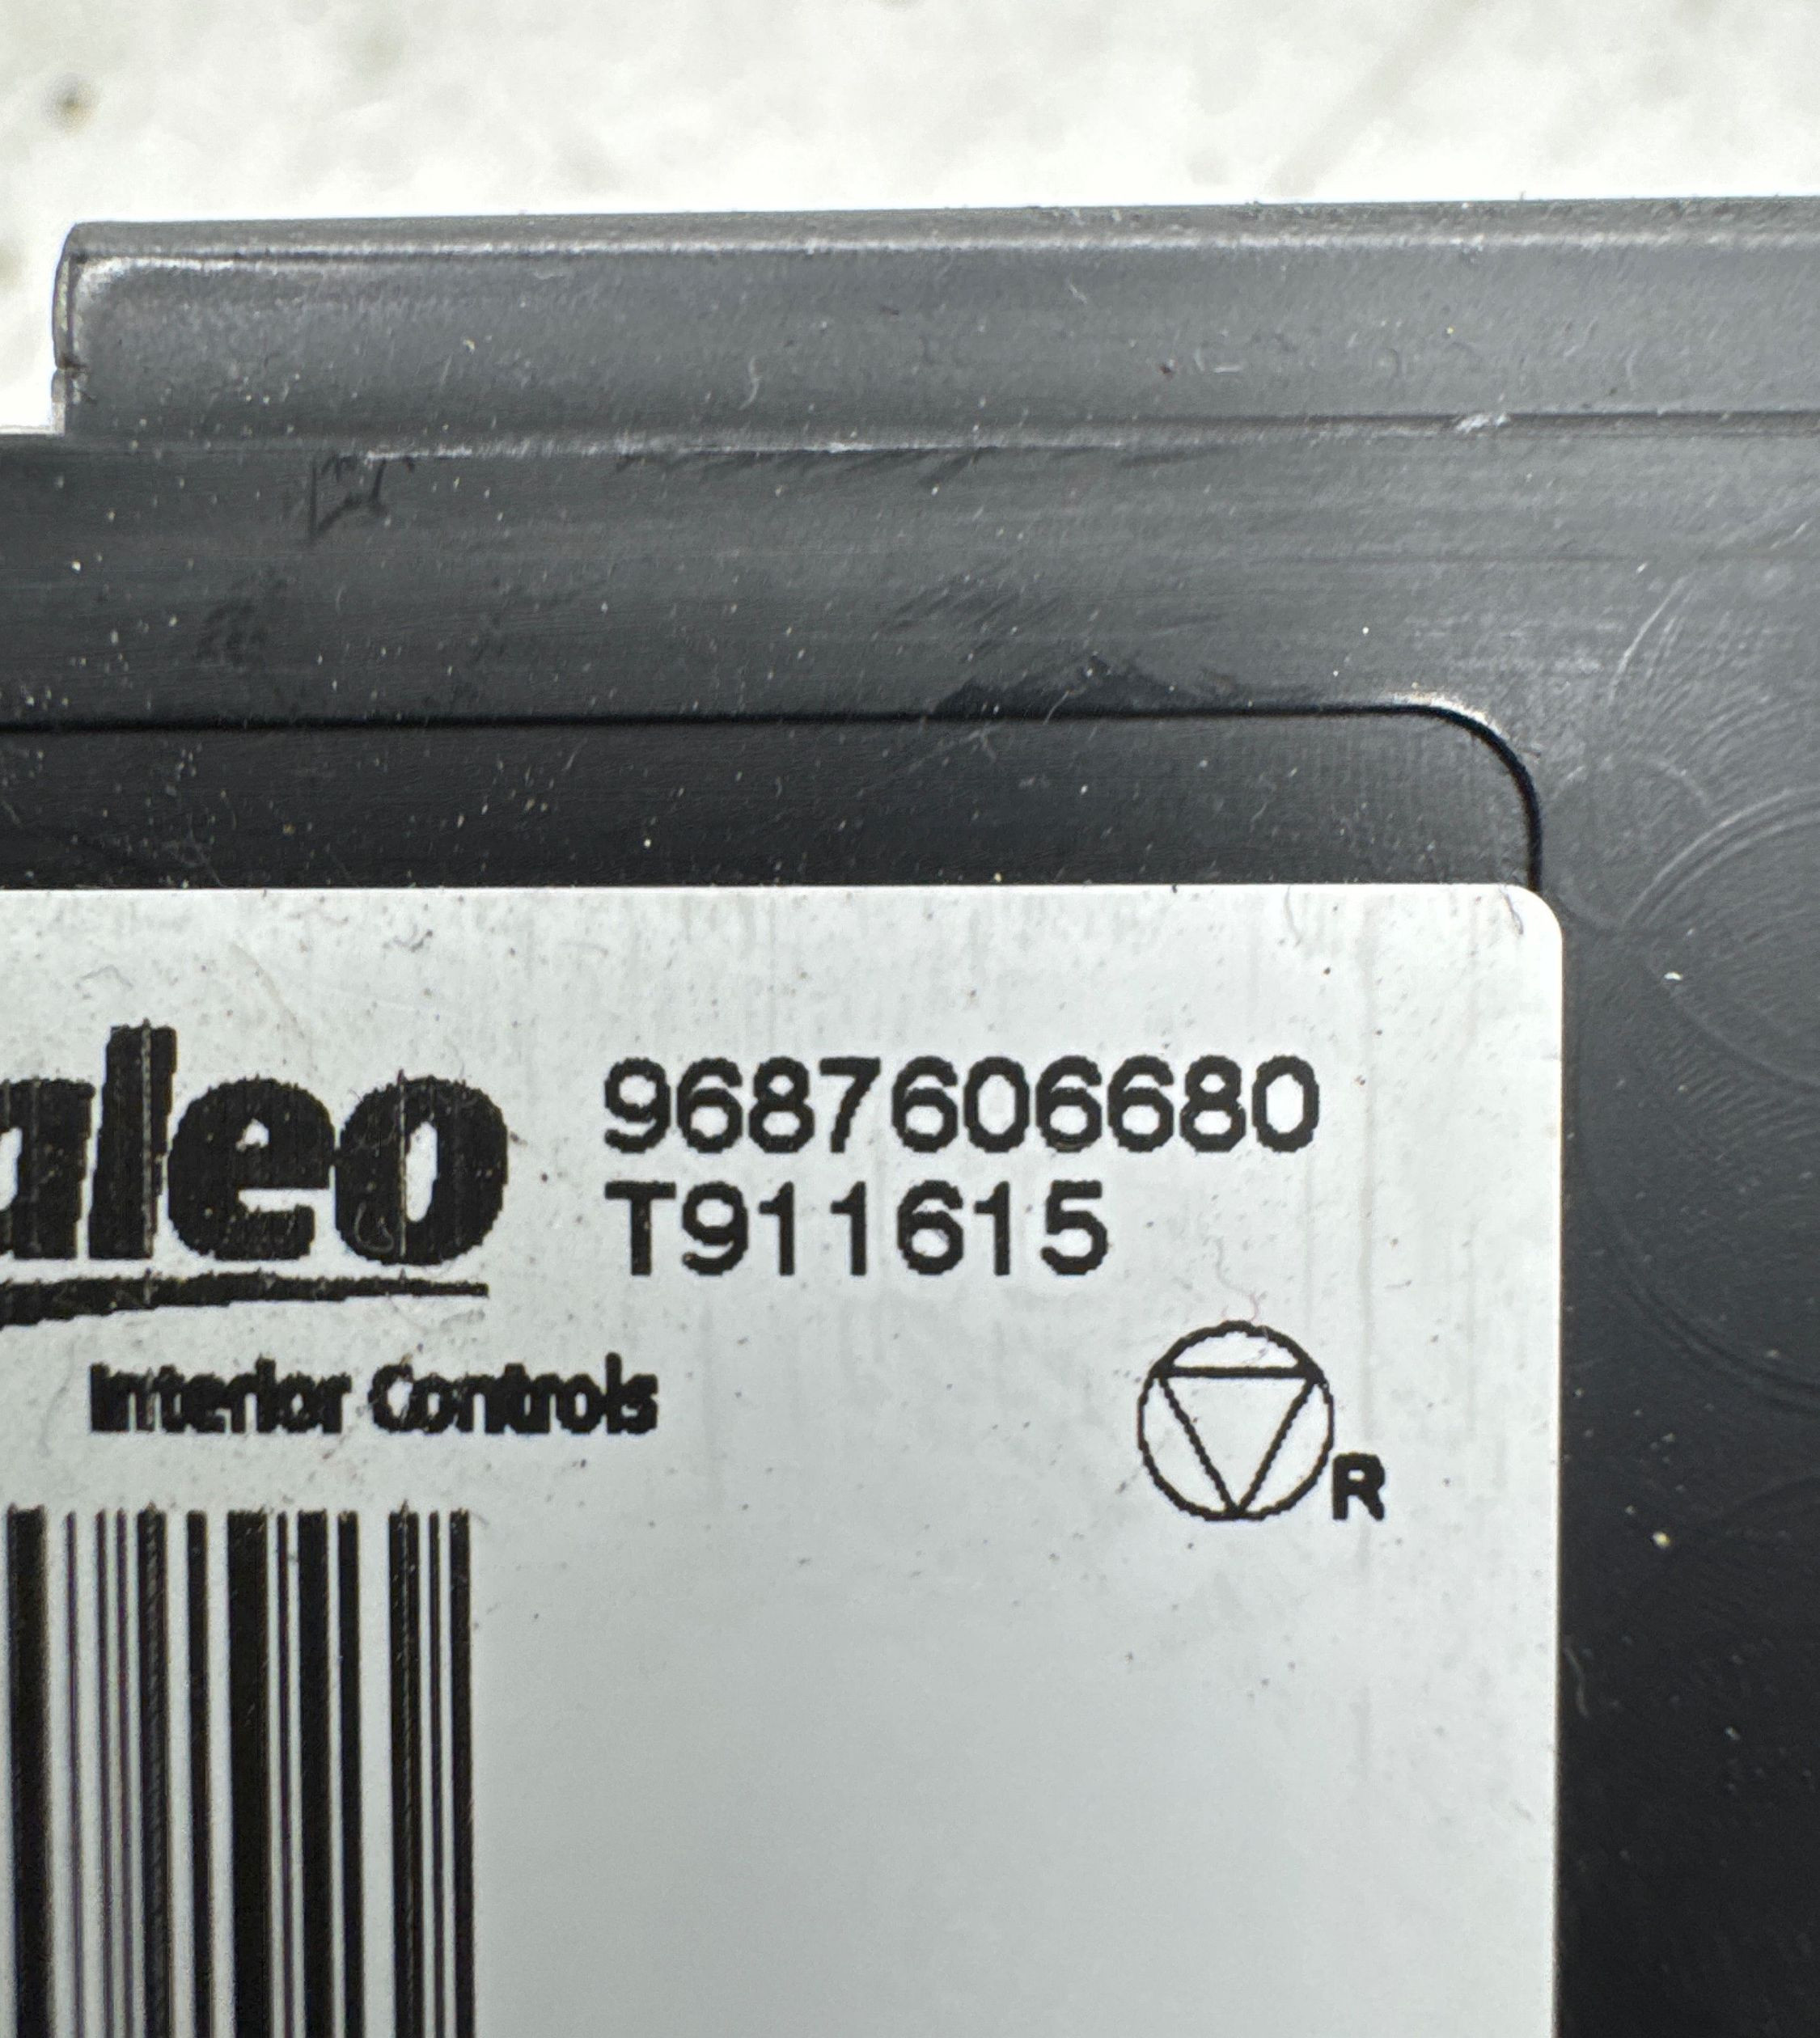 aleo
9687606680
T911615
Interior Controls
R